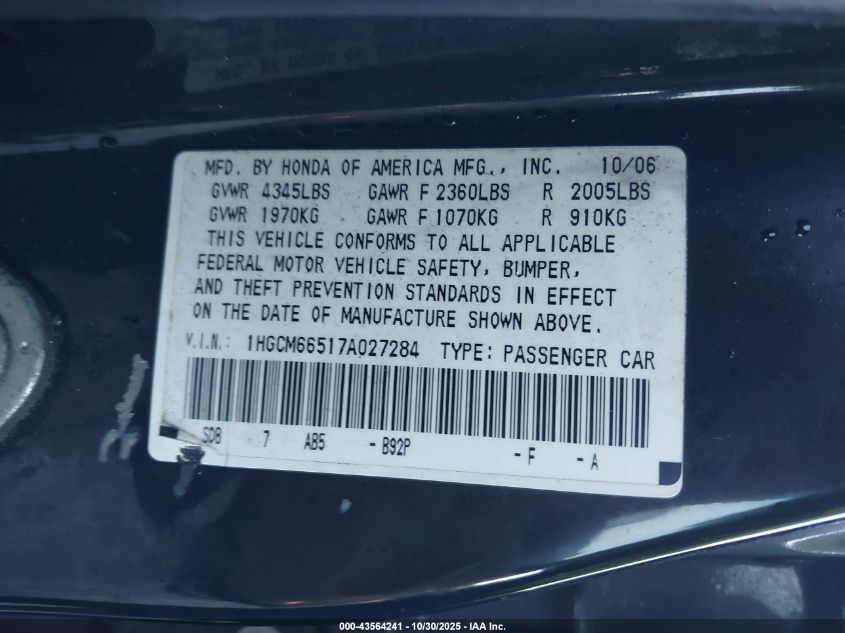 MFD. BY HONDA OF AMERICA MFG., INC. 10/06
GVWR 4345LBS GAWR F 2360LBS R 2005LBS
GVWR 1970KG GAWR F 1070KG R 910KG
THIS VEHICLE CONFORMS TO ALL APPLICABLE
FEDERAL MOTOR VEHICLE SAFETY, BUMPER,
AND THEFT PREVENTION STANDARDS IN EFFECT
ON THE DATE OF MANUFACTURE SHOWN ABOVE.
V.I.N.: 1HGCM66517A027284 TYPE: PASSENGER CAR
SDB 7 AB5 - B92P - F - A
000-43564241 - 10/30/2025 - IAA Inc.